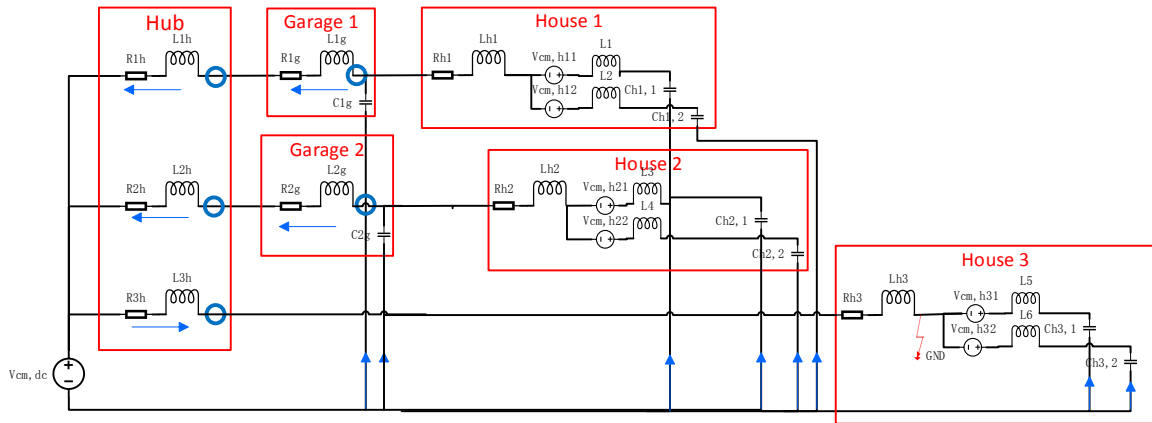 Hub
L1h
R1h
L2h
R2h
L3h
R3h
Vcm,dc
Garage 1
L1g
R1g
C1g
Garage 2
L2g
R2g
C2g
House 1
Lh1
Rh1
Vcm,h11
L1
Vcm,h12
L2
Ch1,1
Ch1,2
House 2
Lh2
Rh2
Vcm,h21
L3
Vcm,h22
L4
Ch2,1
Ch2,2
House 3
Lh3
Rh3
Vcm,h31
L5
Vcm,h32
L6
Ch3,1
Ch3,2
GND